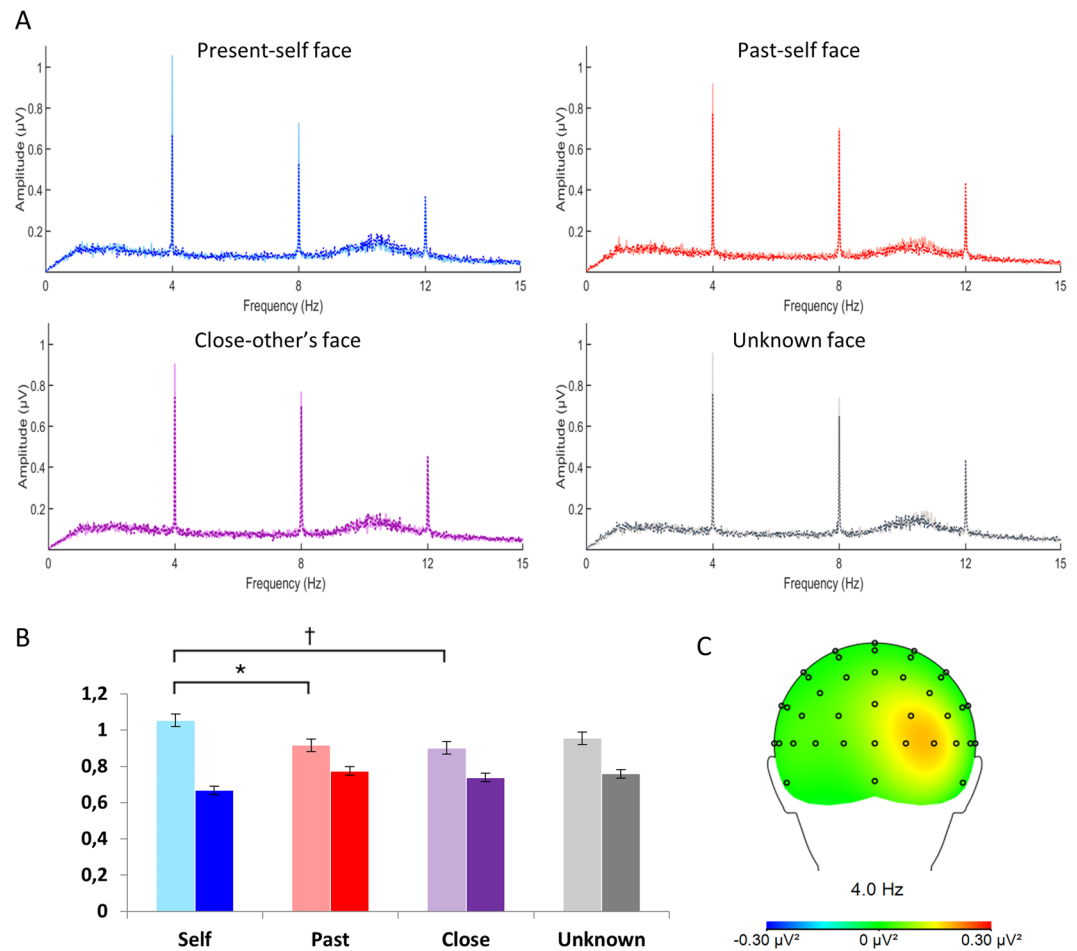 A
Present-self face
Amplitude (µV)
1
0.8
0.6
0.4
0.2
0 4 8 12 15
Frequency (Hz)
Past-self face
Amplitude (µV)
1
0.8
0.6
0.4
0.2
0 4 8 12 15
Frequency (Hz)
Close-other's face
Amplitude (µV)
1
0.8
0.6
0.4
0.2
0 4 8 12 15
Frequency (Hz)
Unknown face
Amplitude (µV)
1
0.8
0.6
0.4
0.2
0 4 8 12 15
Frequency (Hz)
B
†
*
1,2
1
0,8
0,6
0,4
0,2
0
Self Past Close Unknown
C
4.0 Hz
-0.30 µV² 0 µV² 0.30 µV²